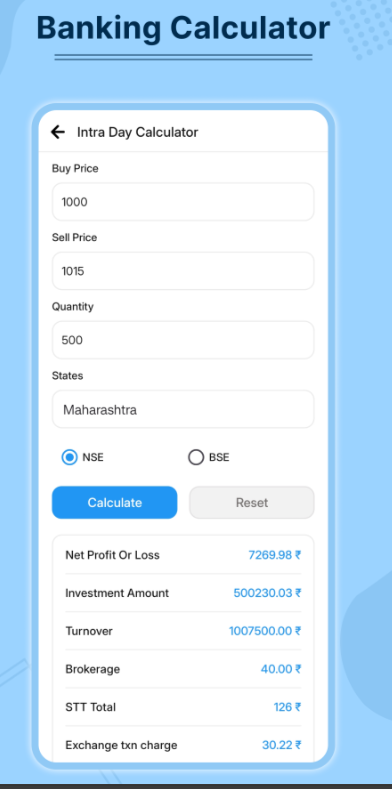 Banking Calculator
Intra Day Calculator
Buy Price
1000
Sell Price
1015
Quantity
500
States
Maharashtra
NSE BSE
Calculate Reset
Net Profit Or Loss 7269.98 ₹
Investment Amount 500230.03 ₹
Turnover 1007500.00 ₹
Brokerage 40.00 ₹
STT Total 126 ₹
Exchange txn charge 30.22 ₹